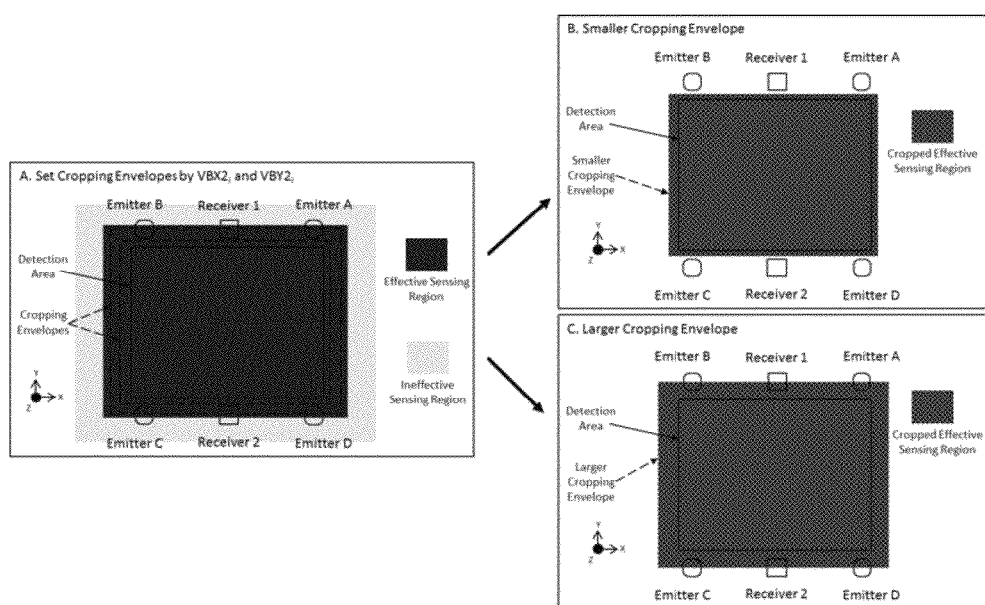 A. Set Cropping Envelopes by VBX2, and VBY2,
Emitter B Receiver 1 Emitter A
Detection
Area
Cropping
Envelopes
Effective Sensing
Region
Ineffective
Sensing Region
Y
X
Z
Emitter C Receiver 2 Emitter D
B. Smaller Cropping Envelope
Emitter B Receiver 1 Emitter A
Detection
Area
Smaller
Cropping
Envelope
Cropped Effective
Sensing Region
Y
X
Z
Emitter C Receiver 2 Emitter D
C. Larger Cropping Envelope
Emitter B Receiver 1 Emitter A
Detection
Area
Larger
Cropping
Envelope
Cropped Effective
Sensing Region
Y
X
Z
Emitter C Receiver 2 Emitter D